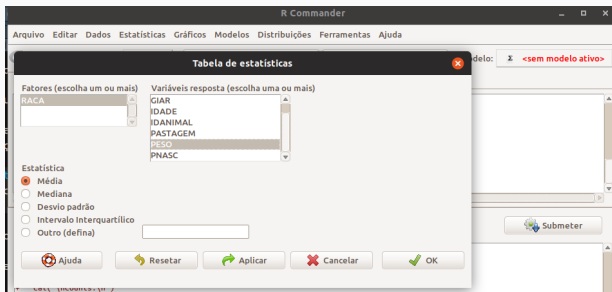 R Commander
Arquivo Editar Dados Estatísticas Gráficos Modelos Distribuições Ferramentas Ajuda
Tabela de estatísticas
delo: Σ <sem modelo ativo>
Fatores (escolha um ou mais) Variáveis resposta (escolha uma ou mais)
RACA
GIAR
IDADE
IDANIMAL
PASTAGEM
PESO
PNASC
Estatística
Média
Mediana
Desvio padrão
Intervalo Interquartílico
Outro (defina)
Submeter
Ajuda Resetar Aplicar Cancelar OK